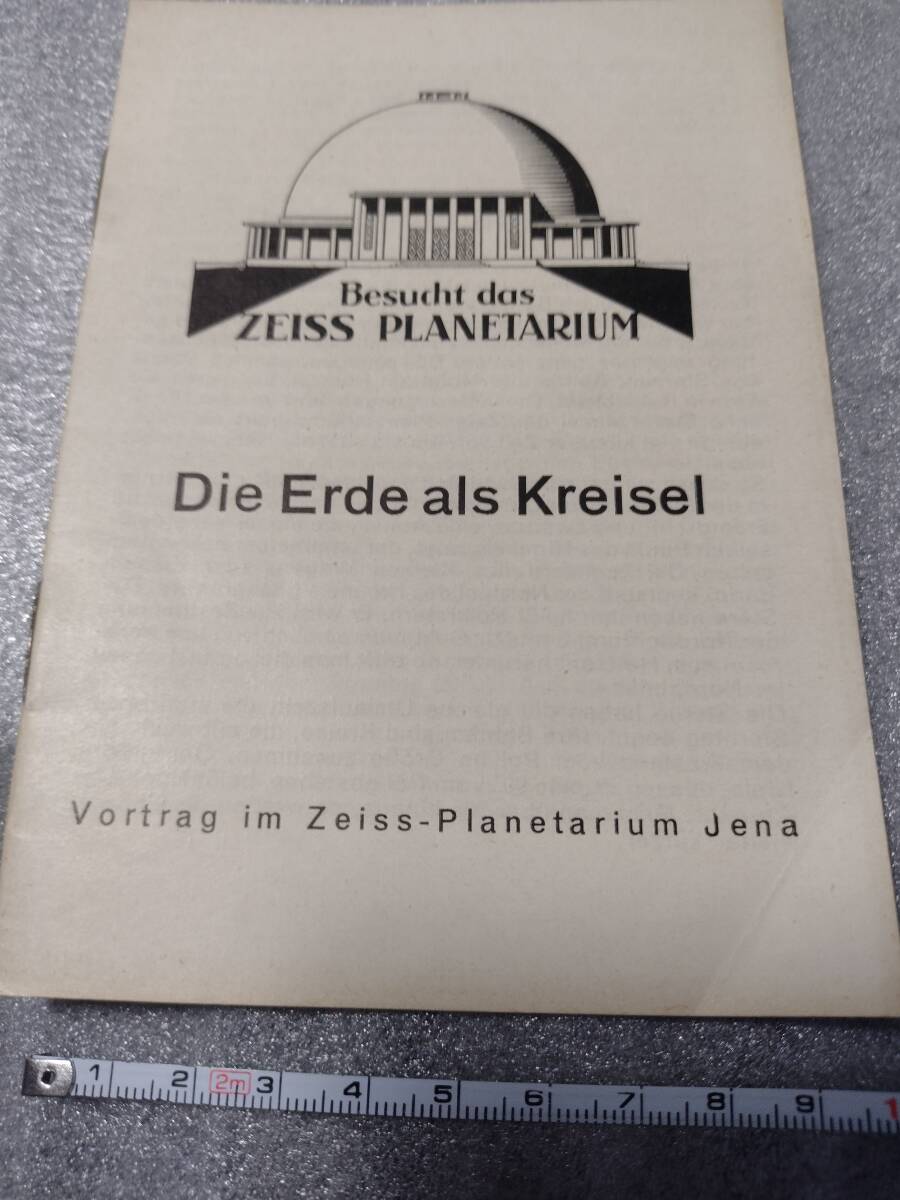 Besucht das
ZEISS PLANETARIUM
Die Erde als Kreisel
Vortrag im Zeiss-Planetarium Jena
1 2 2m 3 4 5 6 7 8 9 1